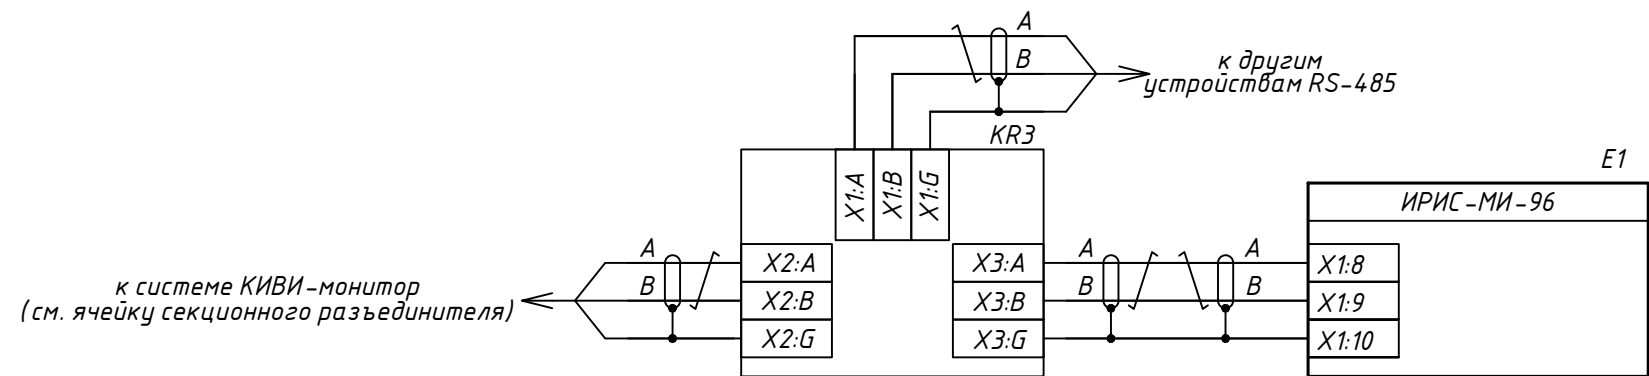 A
B
к другим
устройствам RS-485
KR3
X1:A
X1:B
X1:G
E1
ИРИС-МИ-96
A
B
X2:A
X2:B
X2:G
к системе КИВИ-монитор
(см. ячейку секционного разъединителя)
X3:A
X3:B
X3:G
A
B
A
B
X1:8
X1:9
X1:10